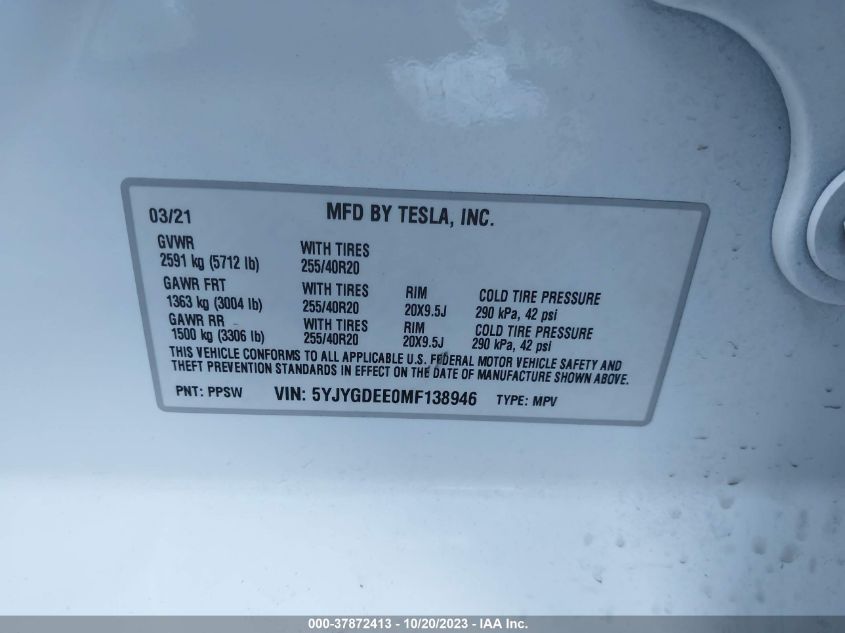 03/21 MFD BY TESLA, INC.
GVWR WITH TIRES
2591 kg (5712 lb) 255/40R20
GAWR FRT WITH TIRES RIM COLD TIRE PRESSURE
1363 kg (3004 lb) 255/40R20 20X9.5J 290 kPa, 42 psi
GAWR RR WITH TIRES RIM COLD TIRE PRESSURE
1500 kg (3306 lb) 255/40R20 20X9.5J 290 kPa, 42 psi
THIS VEHICLE CONFORMS TO ALL APPLICABLE U.S. FEDERAL MOTOR VEHICLE SAFETY AND
THEFT PREVENTION STANDARDS IN EFFECT ON THE DATE OF MANUFACTURE SHOWN ABOVE.
PNT: PPSW VIN: 5YJYGDEE0MF138946 TYPE: MPV
000-37872413 - 10/20/2023 - IAA Inc.